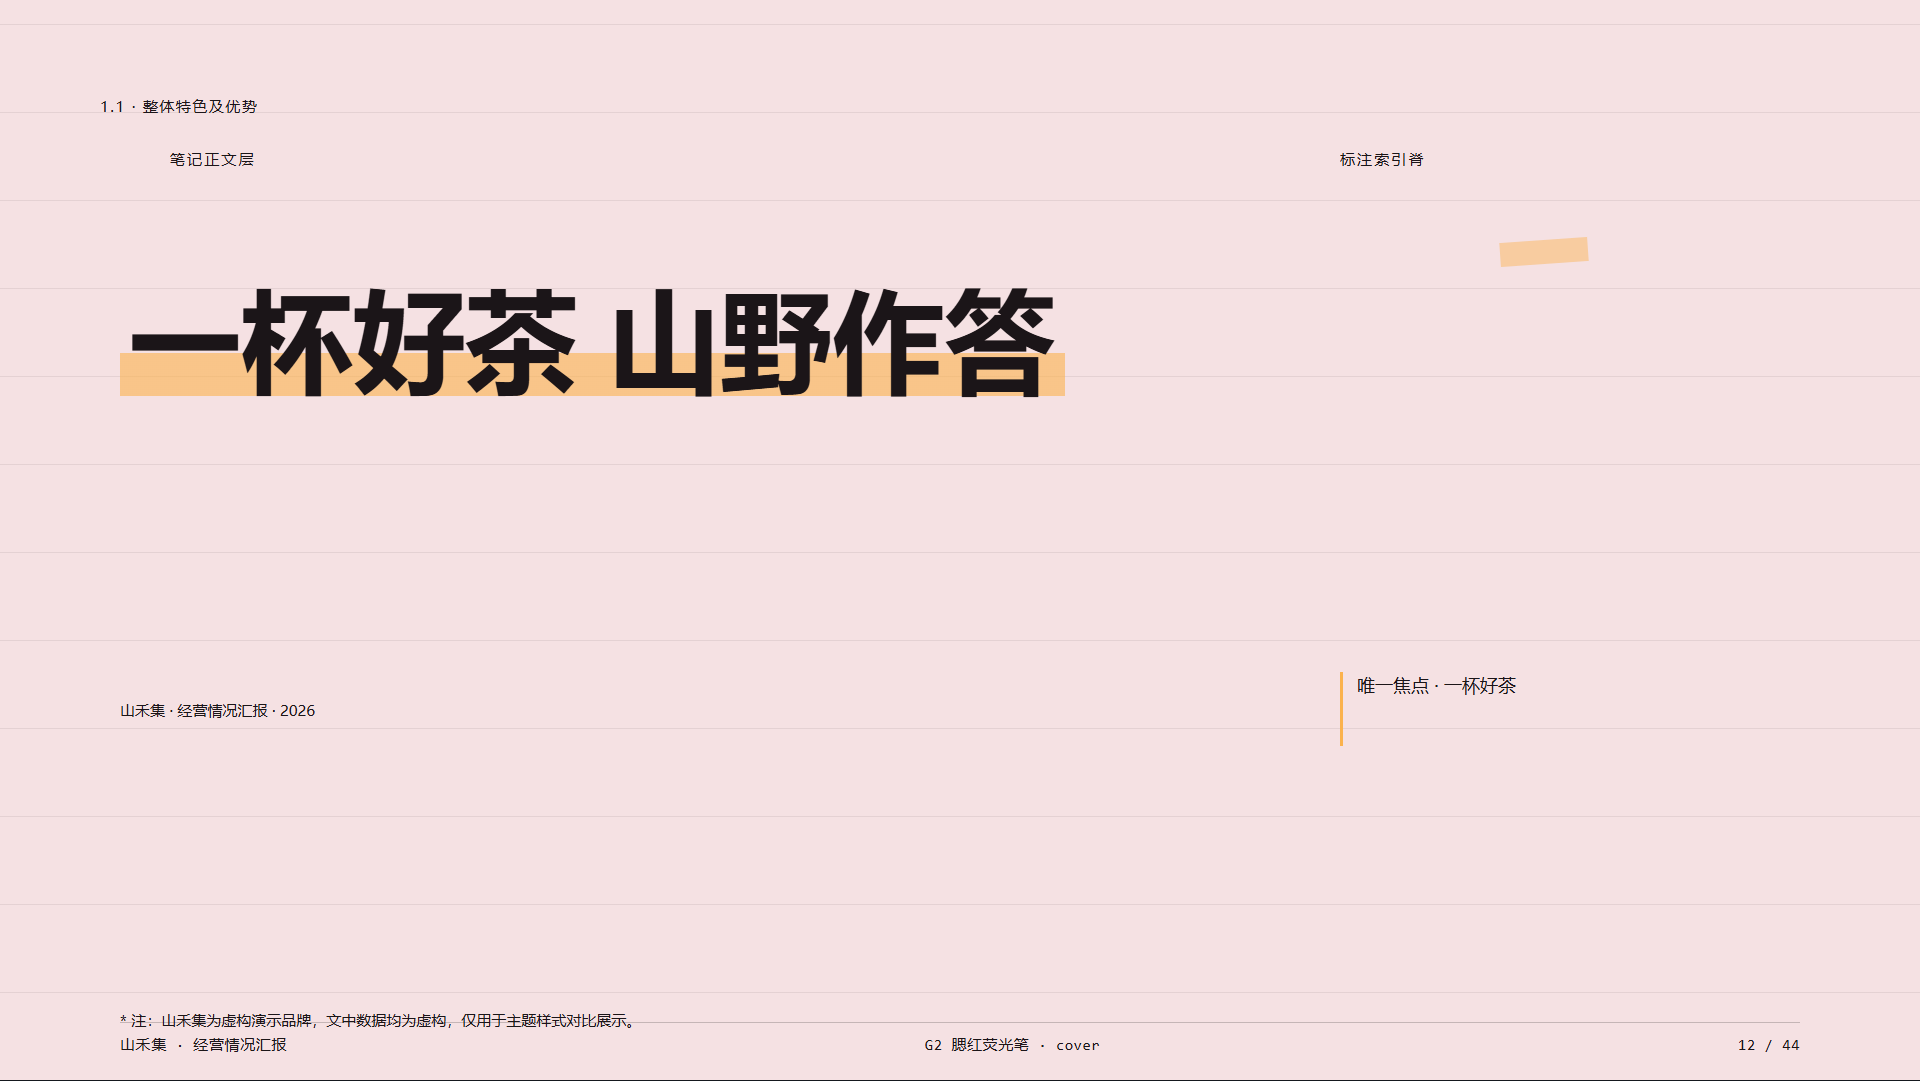 1.1 · 整体特色及优势
笔记正文层
标注索引脊
一杯好茶 山野作答
唯一焦点 · 一杯好茶
山禾集 · 经营情况汇报 · 2026
* 注：山禾集为虚构演示品牌，文中数据均为虚构，仅用于主题样式对比展示。
山禾集 · 经营情况汇报
G2 腮红荧光笔 · cover
12 / 44